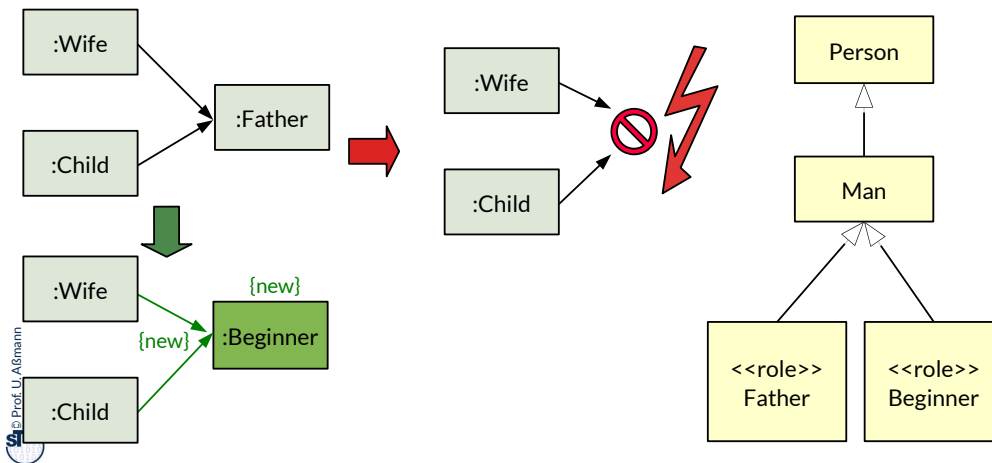 :Wife
:Father
:Child
:Wife
:Child
Person
Man
<<role>>
Father
<<role>>
Beginner
:Wife
{new}
{new}
:Beginner
:Child
© Prof. U. Aßmann